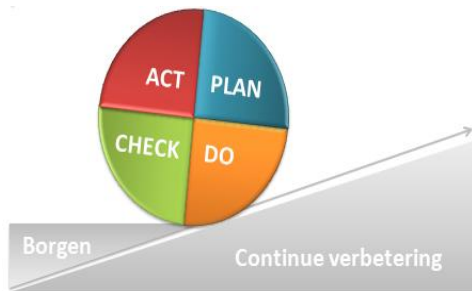 ACT
PLAN
CHECK
DO
Borgen
Continue verbetering